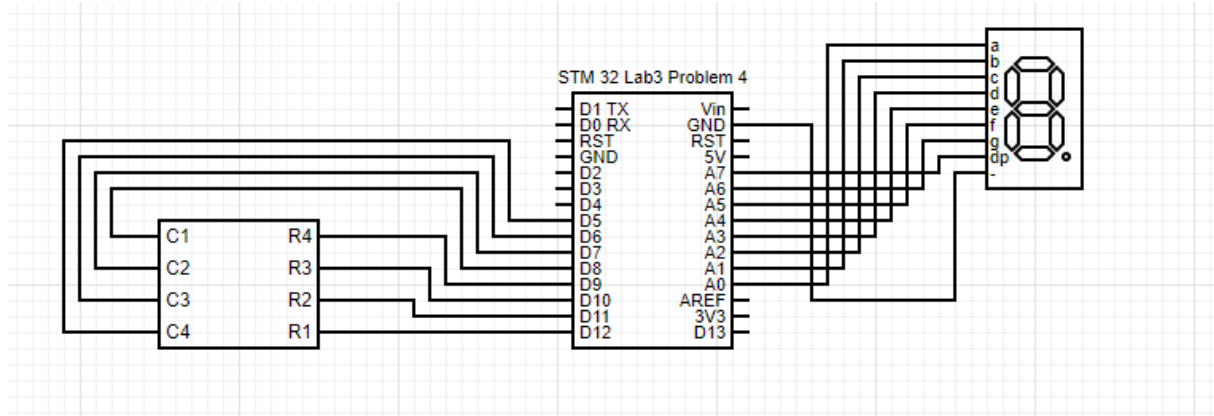 STM 32 Lab3 Problem 4
D1 TX
D0 RX
RST
GND
D2
D3
D4
D5
D6
D7
D8
D9
D10
D11
D12
Vin
GND
RST
5V
A7
A6
A5
A4
A3
A2
A1
A0
AREF
3V3
D13
C1
C2
C3
C4
R4
R3
R2
R1
a
b
c
d
e
f
g
dp
-